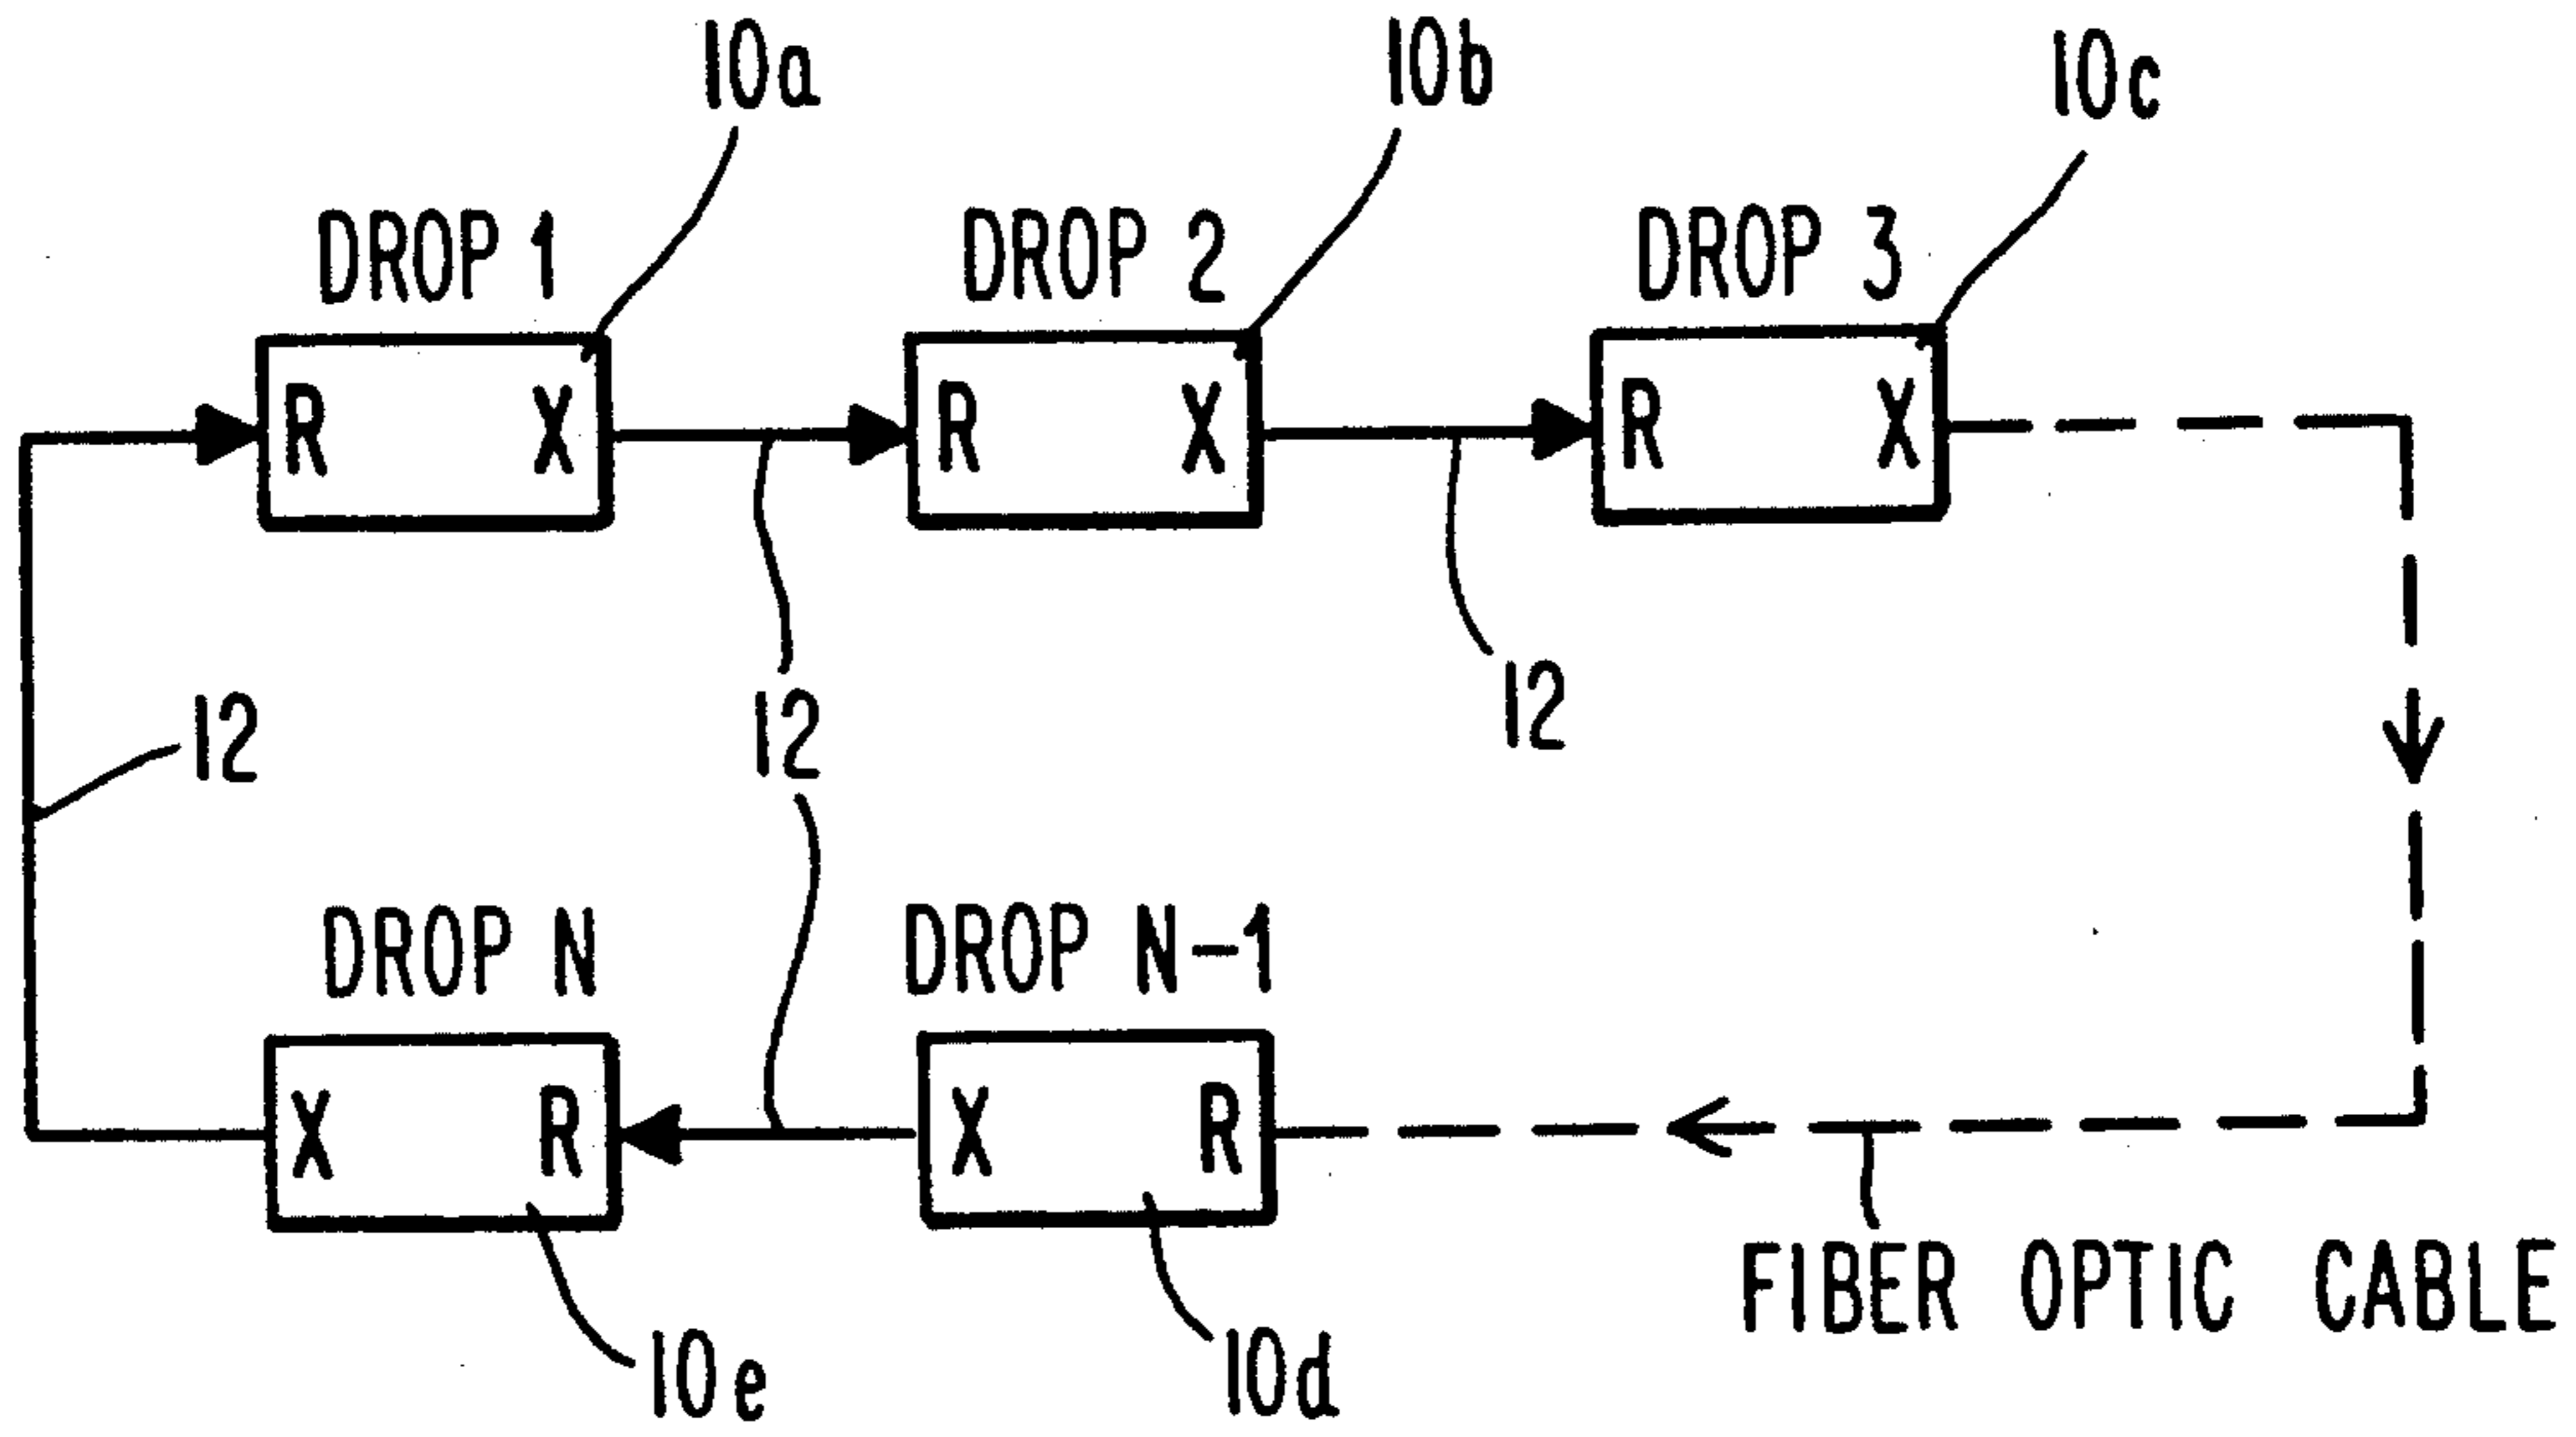 10a
10b
10c
DROP 1
DROP 2
DROP 3
R X
R X
R X
12
12
12
DROP N
DROP N-1
X R
X R
FIBER OPTIC CABLE
10e
10d